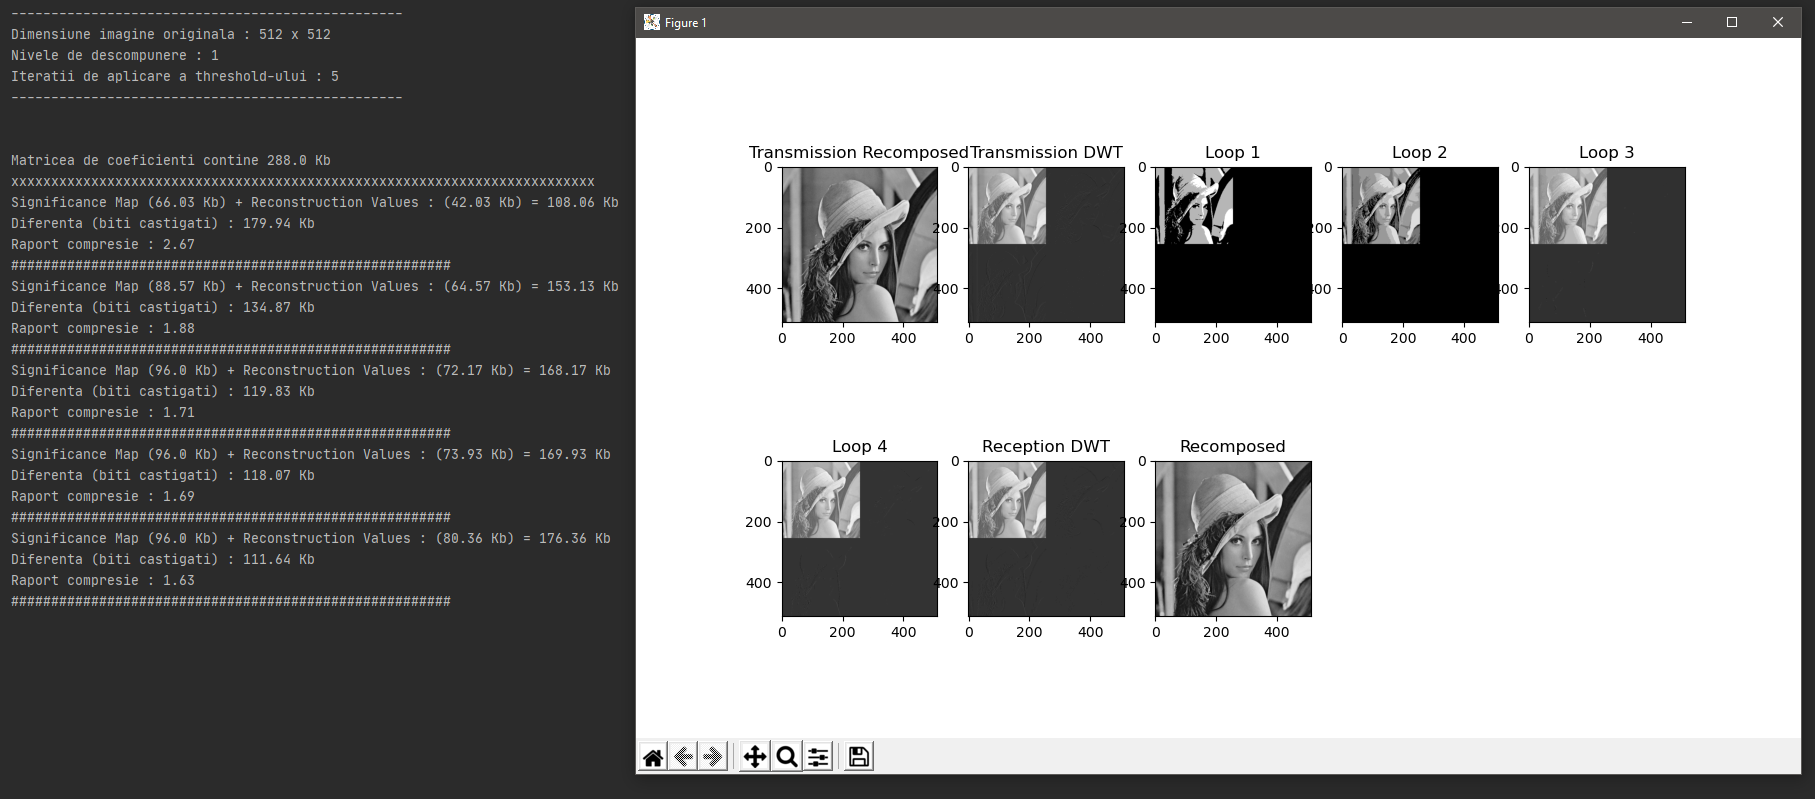 --------------------------------------------------
Dimensiune imagine originala : 512 x 512
Nivele de descompunere : 1
Iteratii de aplicare a threshold-ului : 5
--------------------------------------------------
Matricea de coeficienti contine 288.0 Kb
xxxxxxxxxxxxxxxxxxxxxxxxxxxxxxxxxxxxxxxxxxxxxxxxxxxxxxxxxxxxxxxxxxxxxxxxx
Significance Map (66.03 Kb) + Reconstruction Values : (42.03 Kb) = 108.06 Kb
Diferenta (biti castigati) : 179.94 Kb
Raport compresie : 2.67
#######################################################
Significance Map (88.57 Kb) + Reconstruction Values : (64.57 Kb) = 153.13 Kb
Diferenta (biti castigati) : 134.87 Kb
Raport compresie : 1.88
#######################################################
Significance Map (96.0 Kb) + Reconstruction Values : (72.17 Kb) = 168.17 Kb
Diferenta (biti castigati) : 119.83 Kb
Raport compresie : 1.71
#######################################################
Significance Map (96.0 Kb) + Reconstruction Values : (73.93 Kb) = 169.93 Kb
Diferenta (biti castigati) : 118.07 Kb
Raport compresie : 1.69
#######################################################
Significance Map (96.0 Kb) + Reconstruction Values : (80.36 Kb) = 176.36 Kb
Diferenta (biti castigati) : 111.64 Kb
Raport compresie : 1.63
#######################################################
Figure 1
Transmission Recomposed
0
200
400
0 200 400
Transmission DWT
0
200
400
0 200 400
Loop 1
0
200
400
0 200 400
Loop 2
0
200
400
0 200 400
Loop 3
0
200
400
0 200 400
Loop 4
0
200
400
0 200 400
Reception DWT
0
200
400
0 200 400
Recomposed
0
200
400
0 200 400